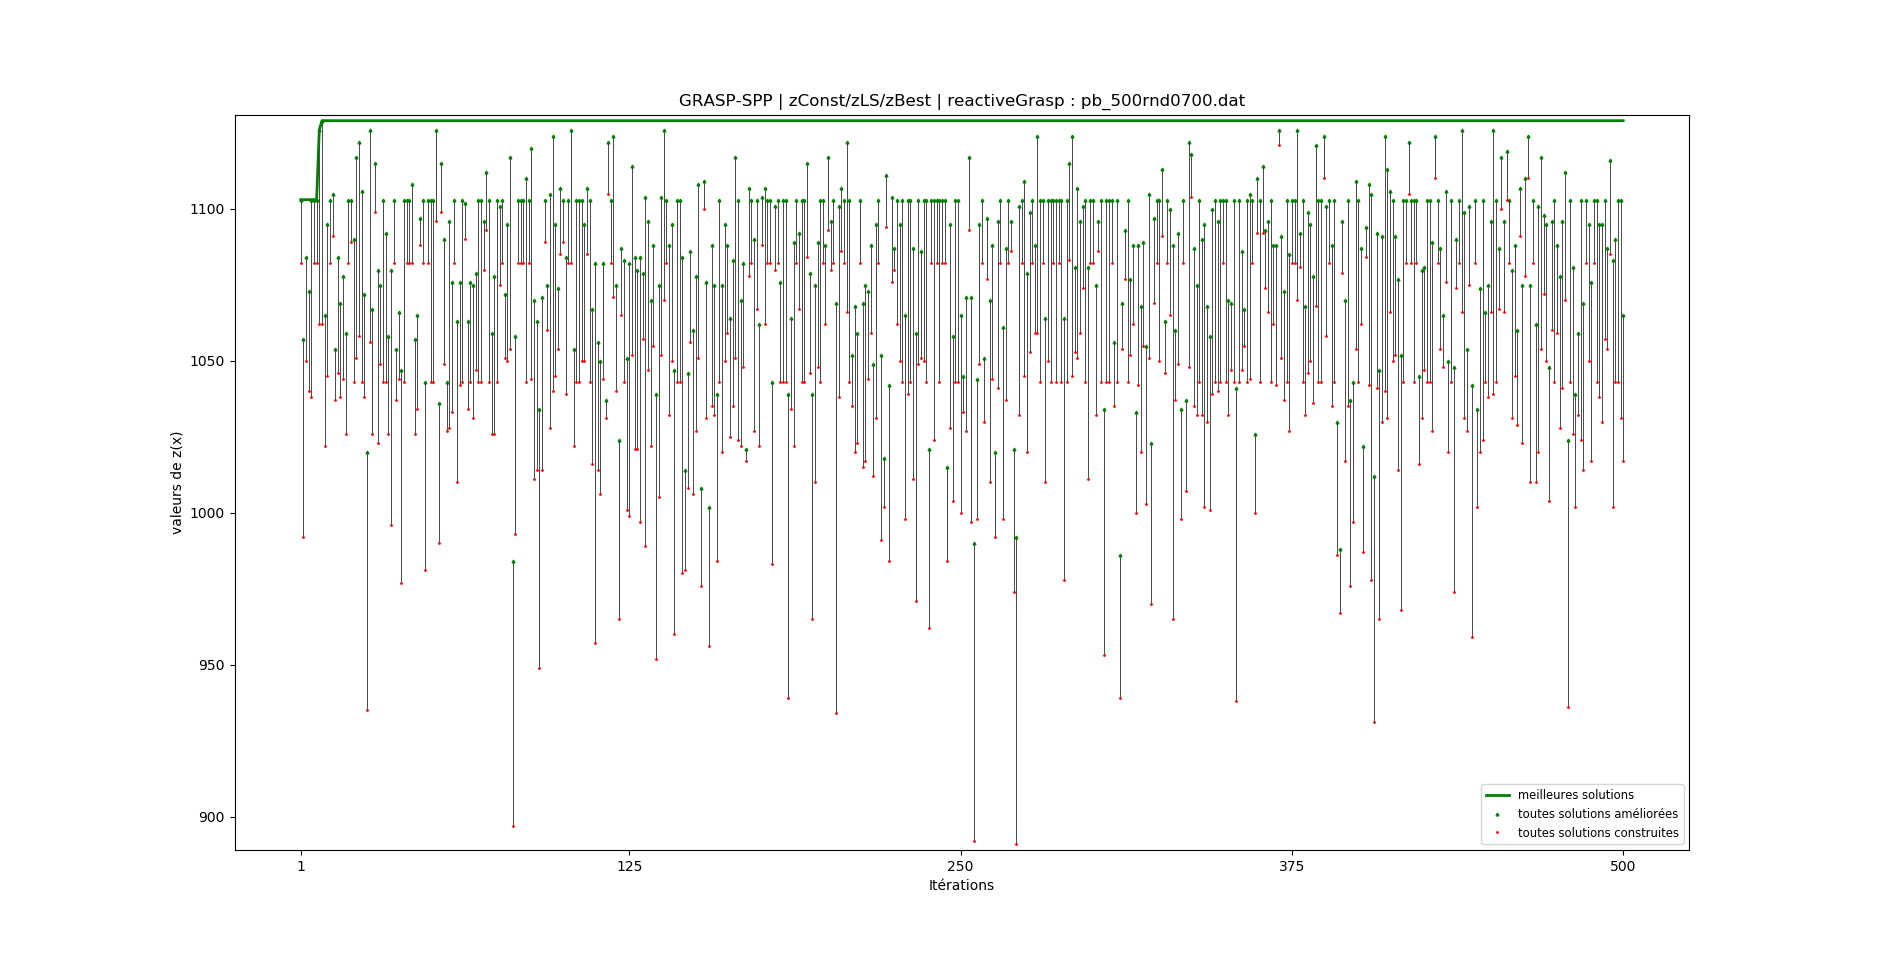 GRASP-SPP | zConst/zLS/zBest | reactiveGrasp : pb_500rnd0700.dat
valeurs de z(x)
1100
1050
1000
950
900
1
125
250
375
500
Itérations
meilleures solutions
toutes solutions améliorées
toutes solutions construites